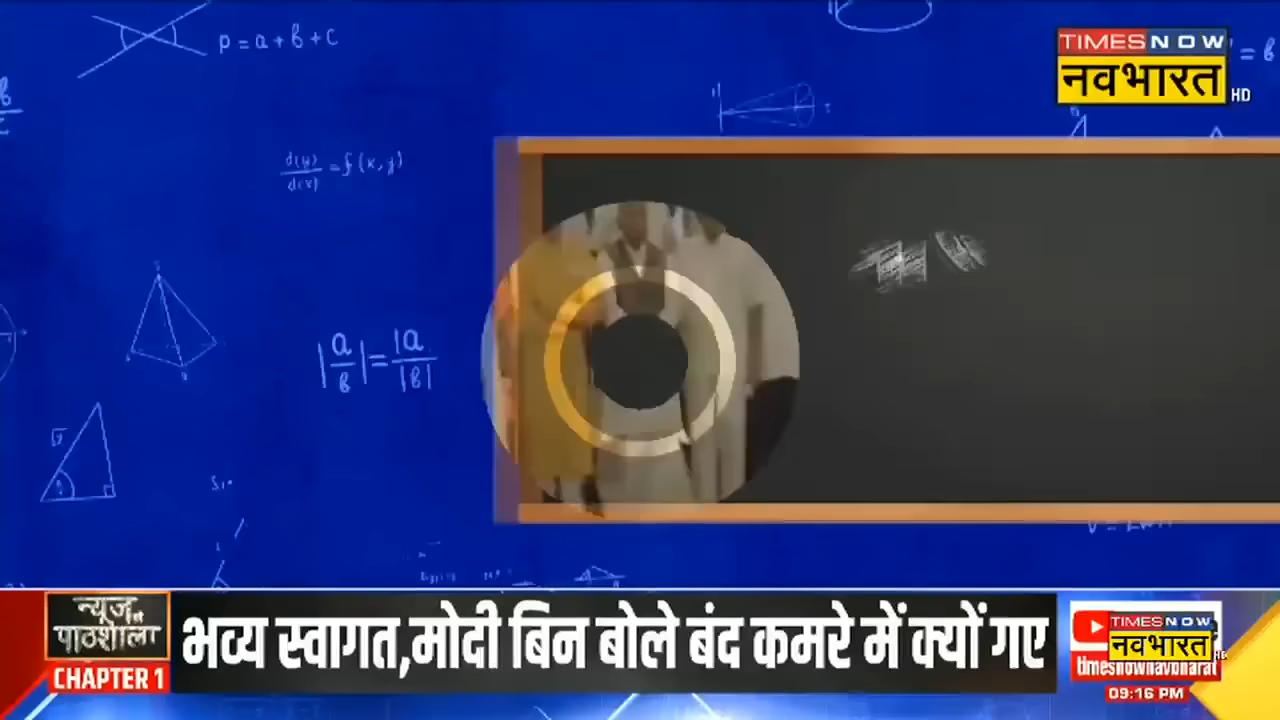 p = a + b + c
TIMES NOW
नवभारत
HD
= b
d(y)/d(x) = f(x, y)
|a/b| = |a|/|b|
न्यूज़ की
पाठशाला
CHAPTER 1
भव्य स्वागत,मोदी बिन बोले बंद कमरे में क्यों गए
TIMES NOW
नवभारत
timesnownavbharat
09:16 PM